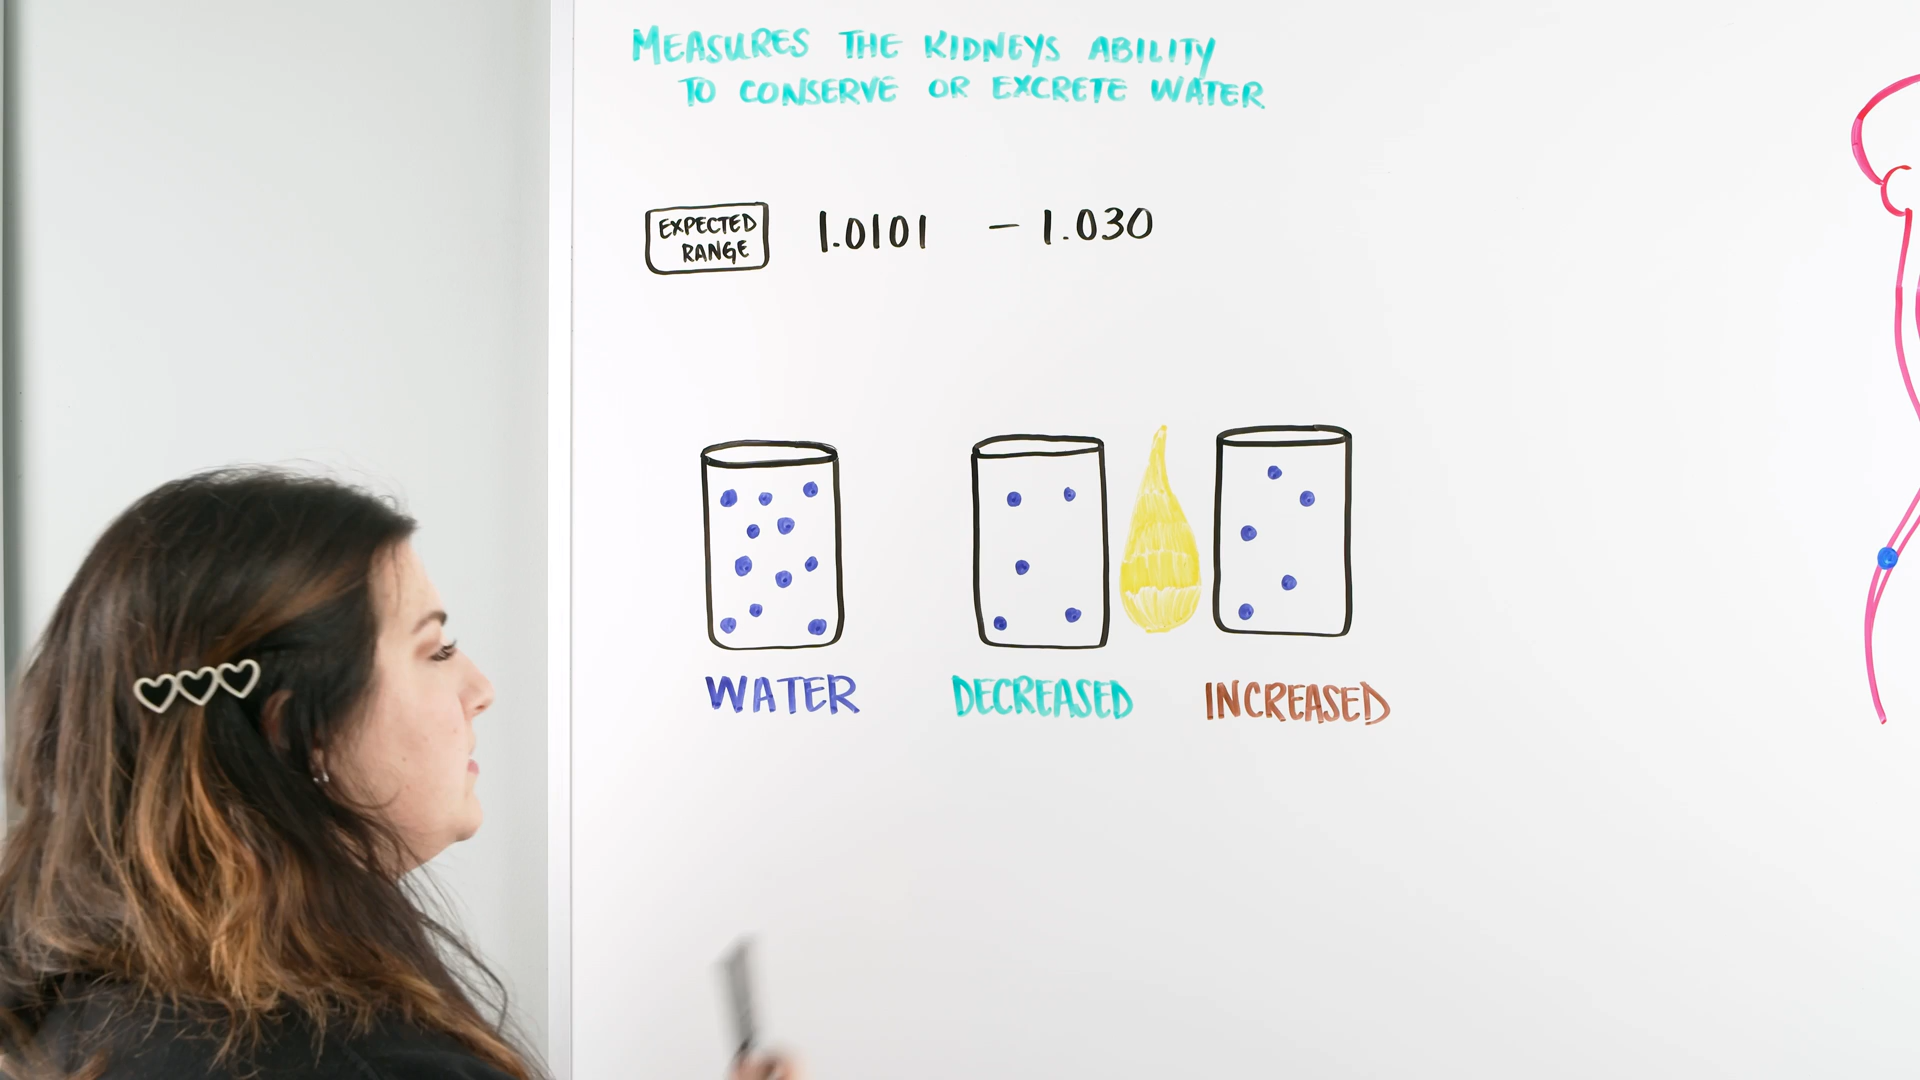 MEASURES THE KIDNEYS ABILITY
TO CONSERVE OR EXCRETE WATER
EXPECTED
RANGE
1.0101 - 1.030
WATER
DECREASED
INCREASED